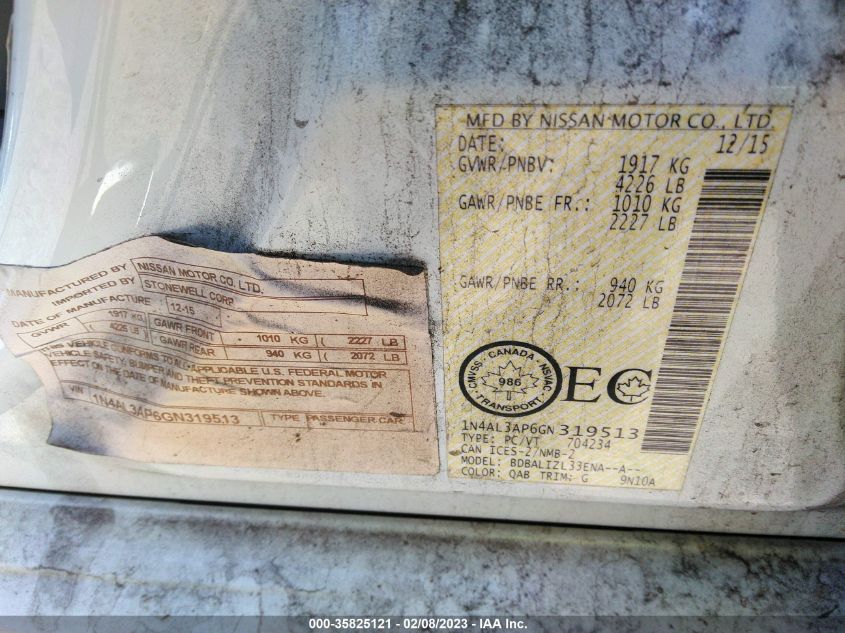 MANUFACTURED BY NISSAN MOTOR CO. LTD.
IMPORTED BY STONEWELL CORP
DATE OF MANUFACTURE 12-15
GVWR 1917 KG ( 4226 LB
GAWR FRONT 1010 KG ( 2227 LB
GAWR REAR 940 KG ( 2072 LB
VEHICLE CONFORMS TO ALL APPLICABLE U.S. FEDERAL MOTOR
VEHICLE SAFETY, BUMPER AND THEFT PREVENTION STANDARDS IN
EFFECT ON THE DATE OF MANUFACTURE SHOWN ABOVE.
VIN 1N4AL3AP6GN319513 TYPE PASSENGER CAR
MFD BY NISSAN MOTOR CO., LTD.
DATE: 12/15
GVWR/PNBV: 1917 KG
4226 LB
GAWR/PNBE FR.: 1010 KG
2227 LB
GAWR/PNBE RR.: 940 KG
2072 LB
CMVSS - CANADA - NSVAC
986
TRANSPORT
EC
1N4AL3AP6GN 319513
TYPE: PC/VT 704234
CAN ICES-2/NMB-2
MODEL: BDBALIZL33ENA--A--
COLOR: QAB TRIM: G 9N10A
000-35825121 - 02/08/2023 - IAA Inc.